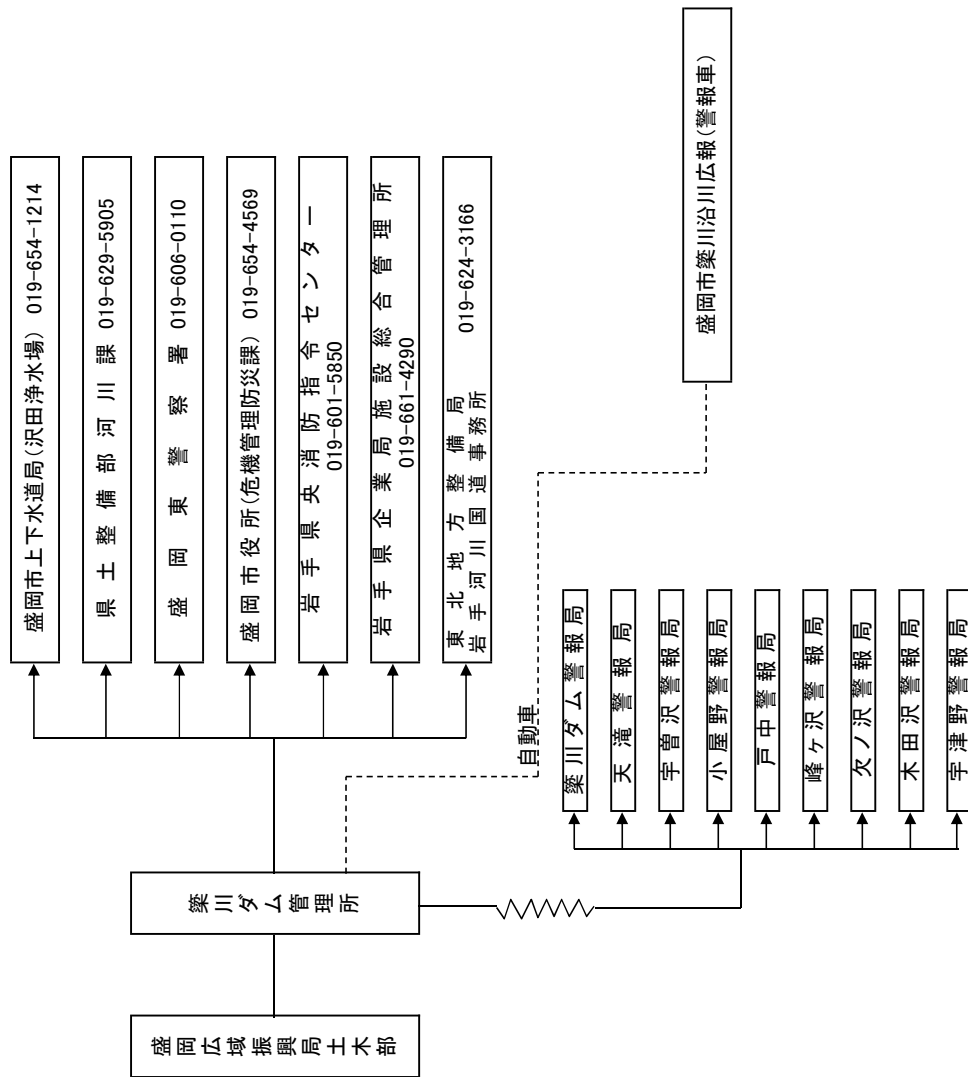 盛岡市上下水道局(沢田浄水場) 019-654-1214
県土整備部河川課 019-629-5905
盛岡東警察署 019-606-0110
盛岡市役所(危機管理防災課) 019-654-4569
岩手県央消防指令センター
019-601-5850
岩手県企業局施設総合管理所
019-661-4290
東北地方整備局
岩手河川国道事務所
019-624-3166
盛岡市簗川沿川広報(警報車)
自動車
簗川ダム管理所
盛岡広域振興局土木部
簗川ダム警報局
天滝警報局
宇曽沢警報局
小屋野警報局
戸中警報局
峰ヶ沢警報局
欠ノ沢警報局
木田沢警報局
宇津野警報局